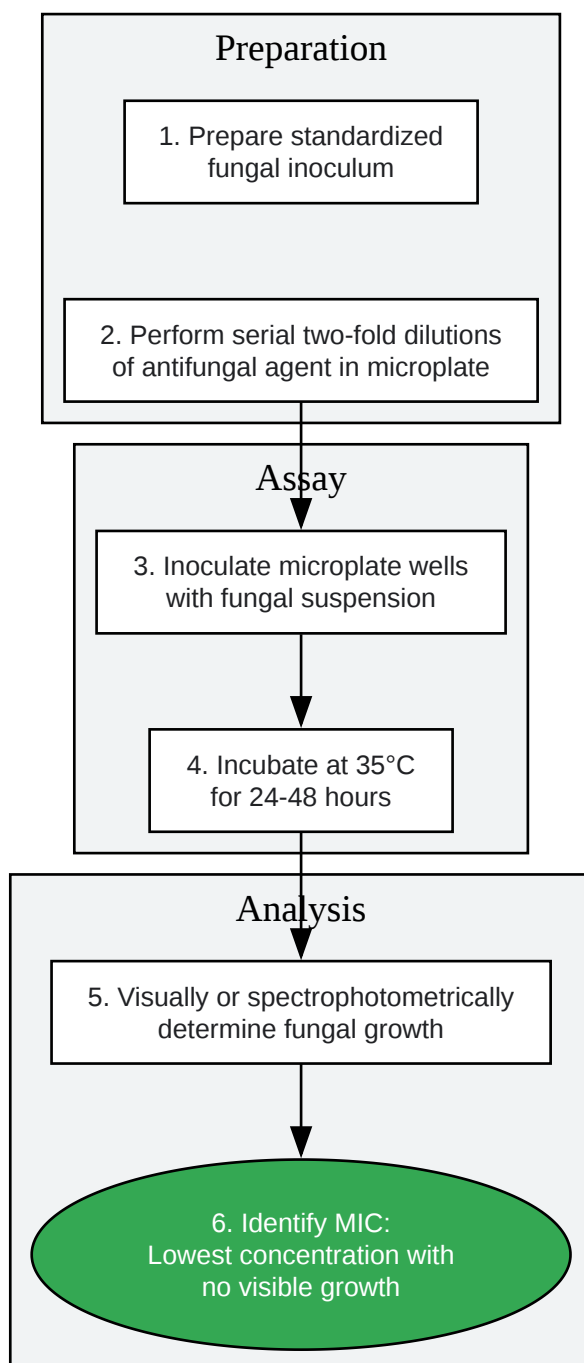 Preparation
1. Prepare standardized
fungal inoculum
2. Perform serial two-fold dilutions
of antifungal agent in microplate
Assay
3. Inoculate microplate wells
with fungal suspension
4. Incubate at 35°C
for 24-48 hours
Analysis
5. Visually or spectrophotometrically
determine fungal growth
6. Identify MIC:
Lowest concentration with
no visible growth